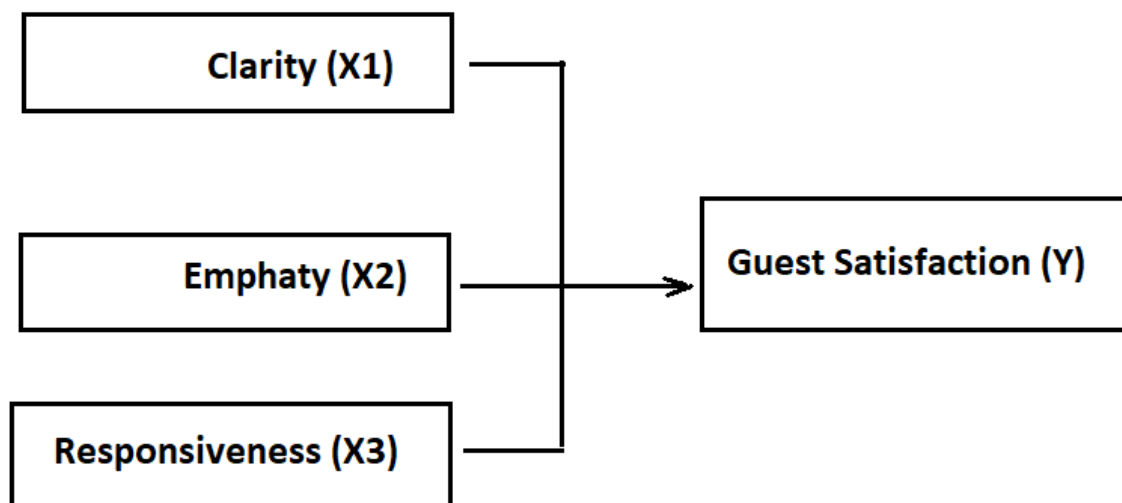 Clarity (X1)
Emphaty (X2)
Guest Satisfaction (Y)
Responsiveness (X3)